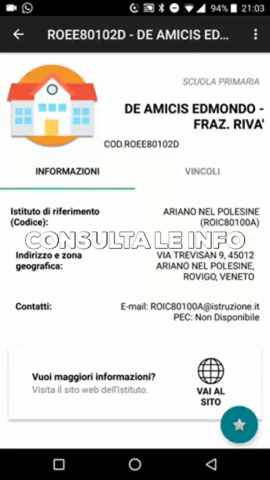 94% 21:03
ROEE80102D - DE AMICIS ED...
SCUOLA PRIMARIA
DE AMICIS EDMONDO -
FRAZ. RIVA'
COD.ROEE80102D
INFORMAZIONI VINCOLI
Istituto di riferimento ARIANO NEL POLESINE
(Codice): (ROIC80100A)
CONSULTA LE INFO
Indirizzo e zona VIA TREVISAN 9, 45012
geografica: ARIANO NEL POLESINE,
ROVIGO, VENETO
Contatti: E-mail: ROIC80100A@istruzione.it
PEC: Non Disponibile
Vuoi maggiori informazioni?
Visita il sito web dell'istituto.
VAI AL
SITO